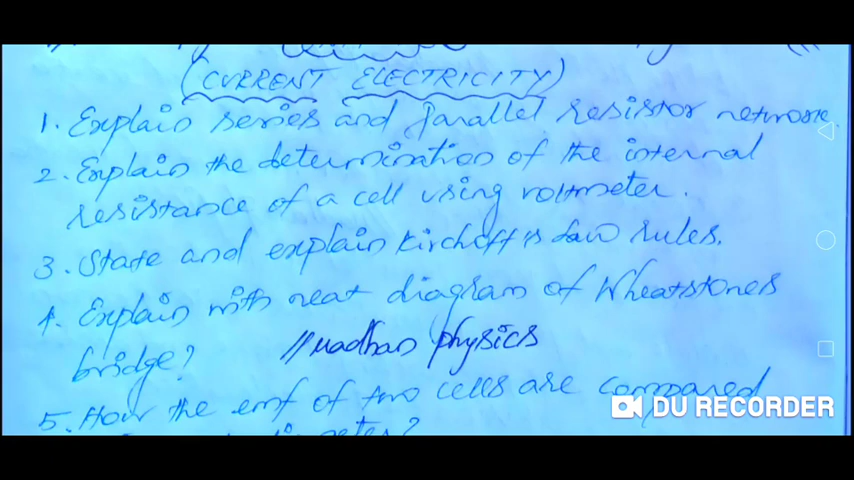 (CURRENT ELECTRICITY)
1. Explain series and parallel resistor network.
2. Explain the determination of the internal
resistance of a cell using voltmeter.
3. State and explain Kirchoff's law rules.
4. Explain with neat diagram of Wheatstones
bridge?
//Madhan physics
5. How the emf of two cells are compared
DU RECORDER